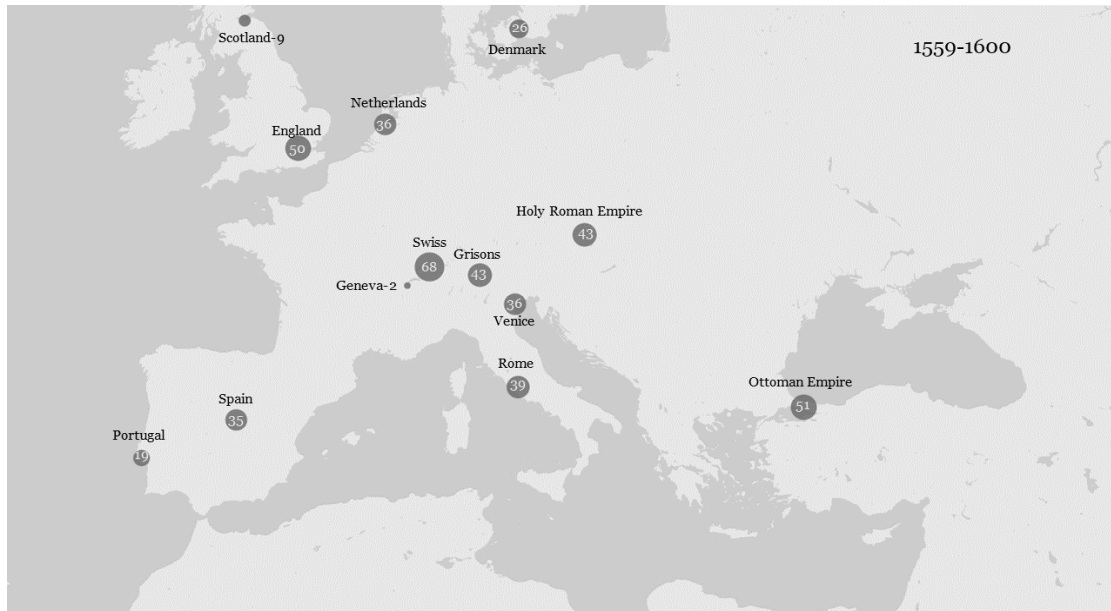 Scotland-9
26
Denmark
1559-1600
Netherlands
36
England
50
Holy Roman Empire
43
Swiss
68
Grisons
43
Geneva-2
36
Venice
Rome
39
Ottoman Empire
51
Spain
35
Portugal
19